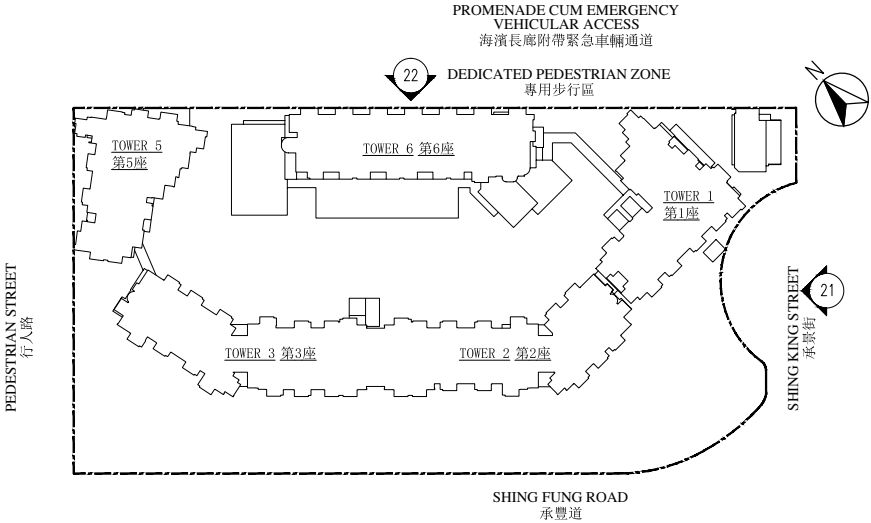 PROMENADE CUM EMERGENCY
VEHICULAR ACCESS
海濱長廊附帶緊急車輛通道
22
DEDICATED PEDESTRIAN ZONE
專用步行區
N
TOWER 5
第5座
TOWER 6 第6座
TOWER 1
第1座
PEDESTRIAN STREET
行人路
SHING KING STREET
承景街
21
TOWER 3 第3座
TOWER 2 第2座
SHING FUNG ROAD
承豐道